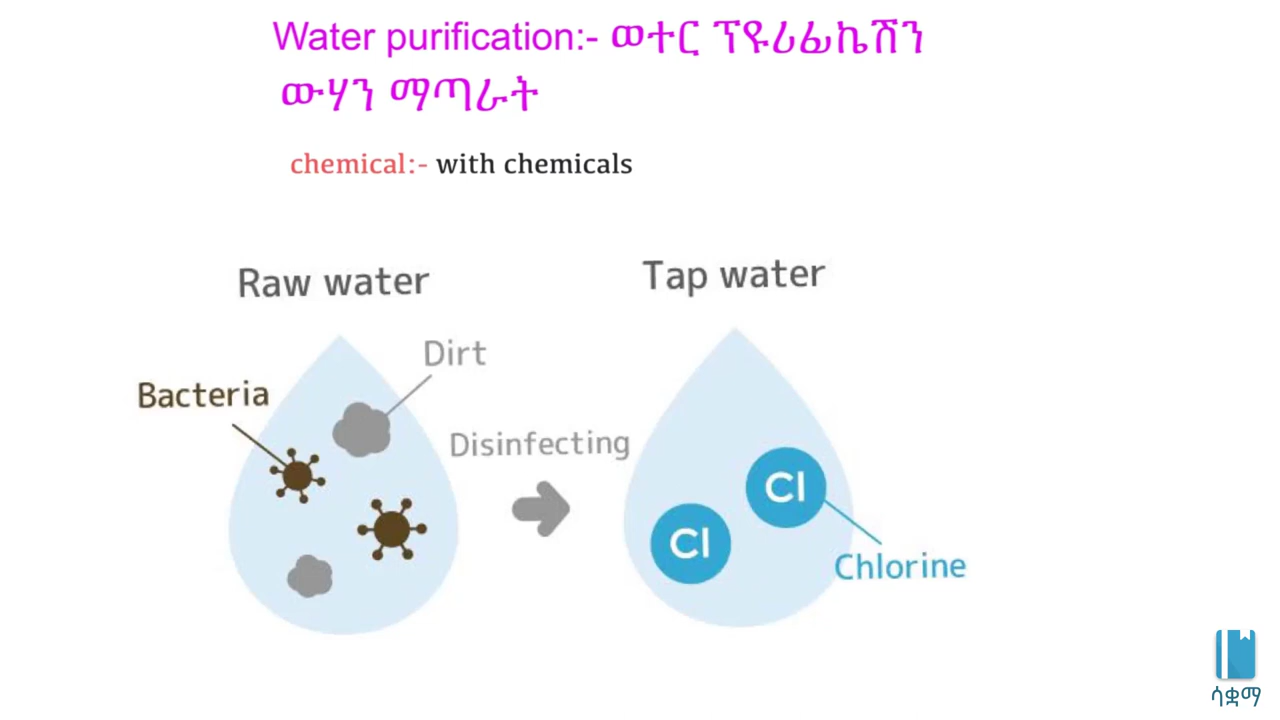 Water purification:- ወተር ፕዩሪፊኬሽን
ውሃን ማጣራት
chemical:- with chemicals
Raw water
Tap water
Dirt
Bacteria
Disinfecting
Cl
Cl
Chlorine
ሳቋማ